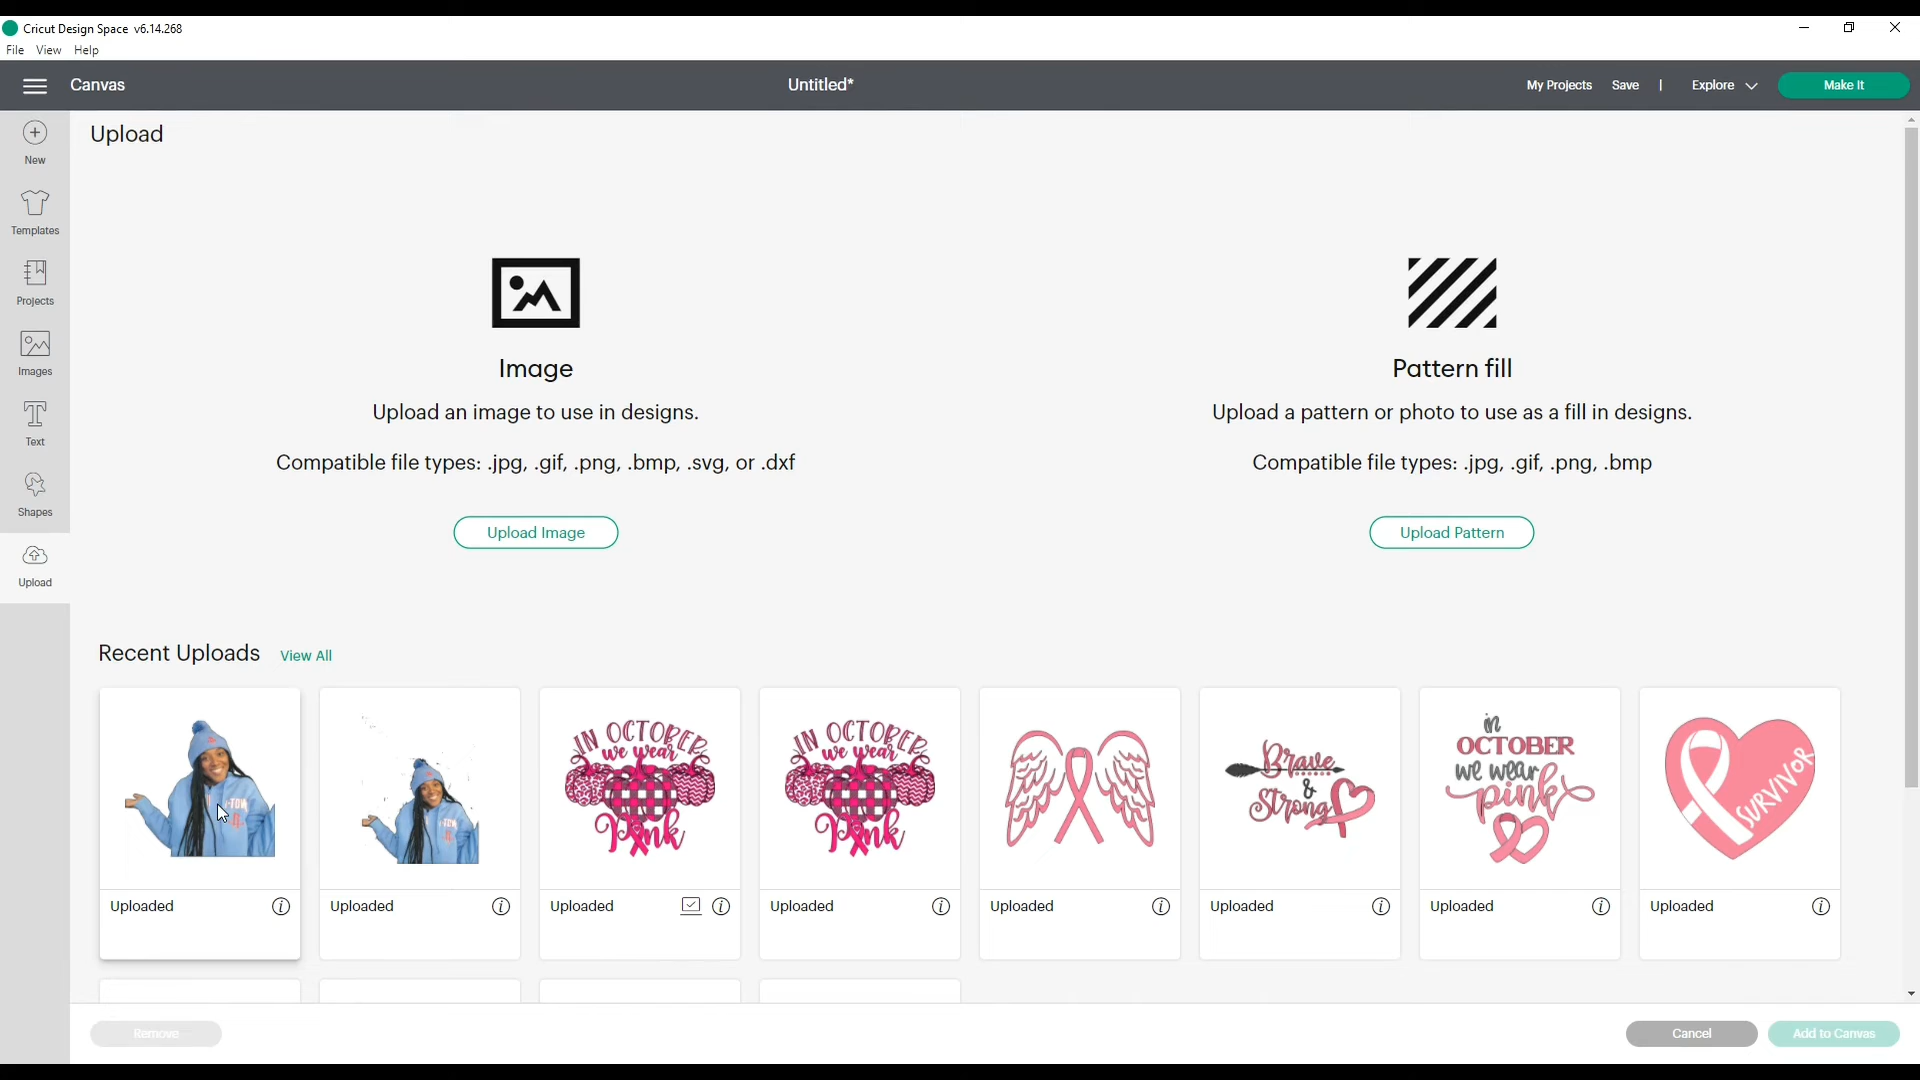 Cricut Design Space v6.14.268
File View Help
Canvas
Untitled*
My Projects Save | Explore Make It
New
Templates
Projects
Images
Text
Shapes
Upload
Upload
Image
Upload an image to use in designs.
Compatible file types: .jpg, .gif, .png, .bmp, .svg, or .dxf
Upload Image
Pattern fill
Upload a pattern or photo to use as a fill in designs.
Compatible file types: .jpg, .gif, .png, .bmp
Upload Pattern
Recent Uploads View All
IN OCTOBER
we wear
Pink
IN OCTOBER
we wear
Pink
Brave
&
Strong
in
OCTOBER
we wear
pink
SURVIVOR
Uploaded Uploaded Uploaded Uploaded Uploaded Uploaded Uploaded Uploaded
Remove Cancel Add to Canvas